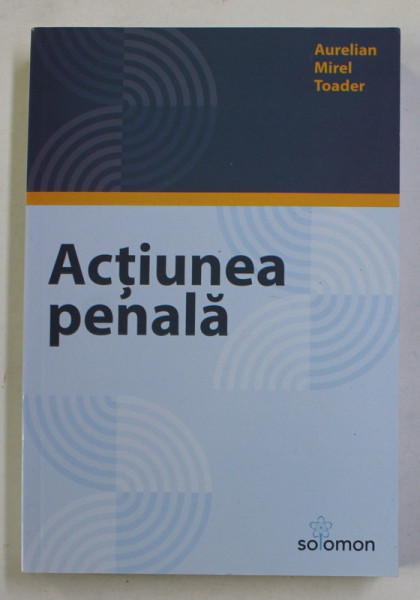 Aurelian
Mirel
Toader
Acțiunea
penală
solomon